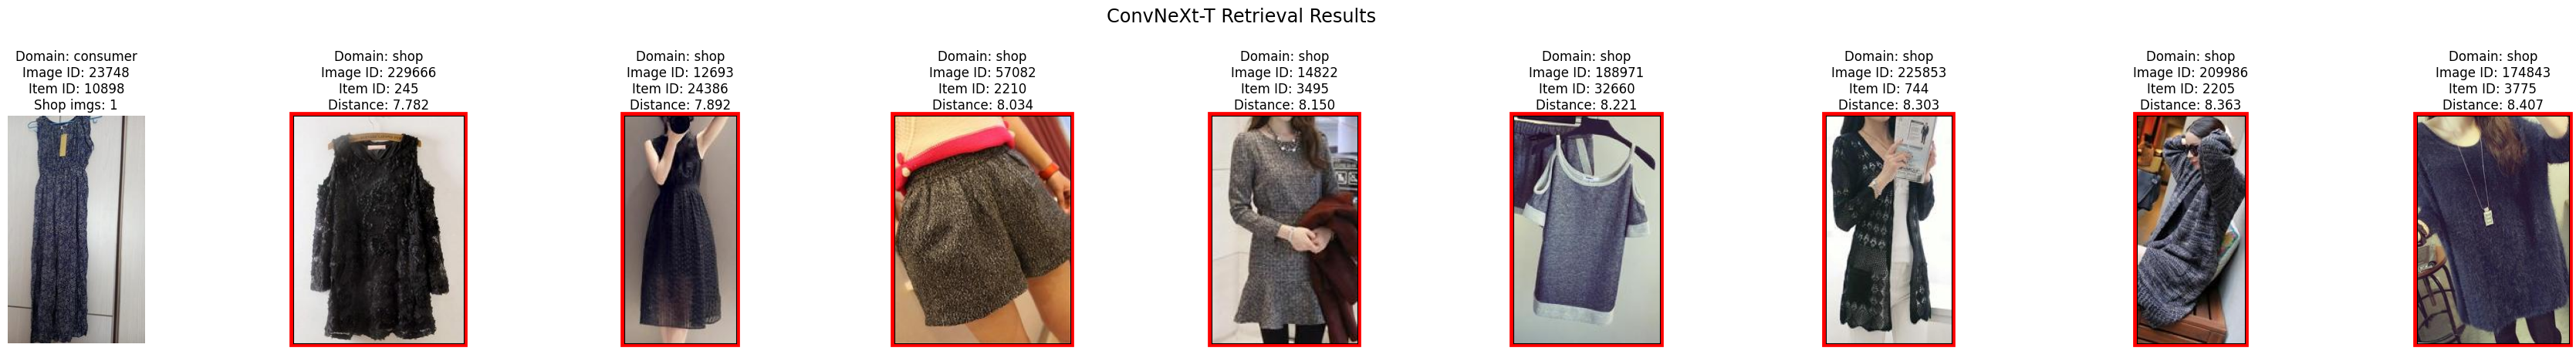 ConvNeXt-T Retrieval Results
Domain: consumer
Image ID: 23748
Item ID: 10898
Shop imgs: 1
Domain: shop
Image ID: 229666
Item ID: 245
Distance: 7.782
Domain: shop
Image ID: 12693
Item ID: 24386
Distance: 7.892
Domain: shop
Image ID: 57082
Item ID: 2210
Distance: 8.034
Domain: shop
Image ID: 14822
Item ID: 3495
Distance: 8.150
Domain: shop
Image ID: 188971
Item ID: 32660
Distance: 8.221
Domain: shop
Image ID: 225853
Item ID: 744
Distance: 8.303
Domain: shop
Image ID: 209986
Item ID: 2205
Distance: 8.363
Domain: shop
Image ID: 174843
Item ID: 3775
Distance: 8.407